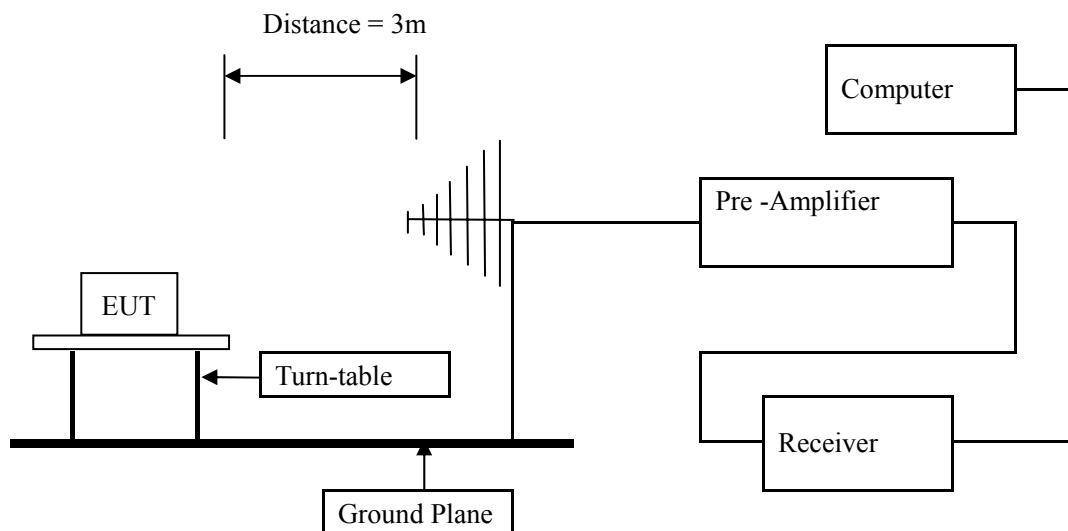 Distance = 3m
Computer
Pre -Amplifier
EUT
Turn-table
Receiver
Ground Plane